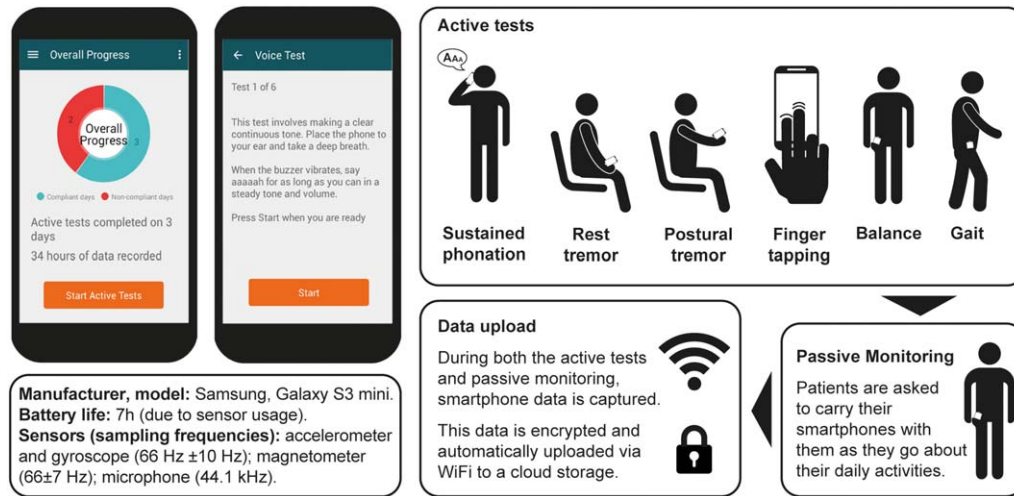 Overall Progress
2
Overall
Progress
3
Compliant days
Non-compliant days
Active tests completed on 3
days
34 hours of data recorded
Start Active Tests
Voice Test
Test 1 of 6
This test involves making a clear
continuous tone. Place the phone to
your ear and take a deep breath.
When the buzzer vibrates, say
aaaaah for as long as you can in a
steady tone and volume.
Press Start when you are ready
Start
Active tests
AAA
Sustained
phonation
Rest
tremor
Postural
tremor
Finger
tapping
Balance
Gait
Manufacturer, model: Samsung, Galaxy S3 mini.
Battery life: 7h (due to sensor usage).
Sensors (sampling frequencies): accelerometer
and gyroscope (66 Hz ±10 Hz); magnetometer
(66±7 Hz); microphone (44.1 kHz).
Data upload
During both the active tests
and passive monitoring,
smartphone data is captured.
This data is encrypted and
automatically uploaded via
WiFi to a cloud storage.
Passive Monitoring
Patients are asked
to carry their
smartphones with
them as they go about
their daily activities.